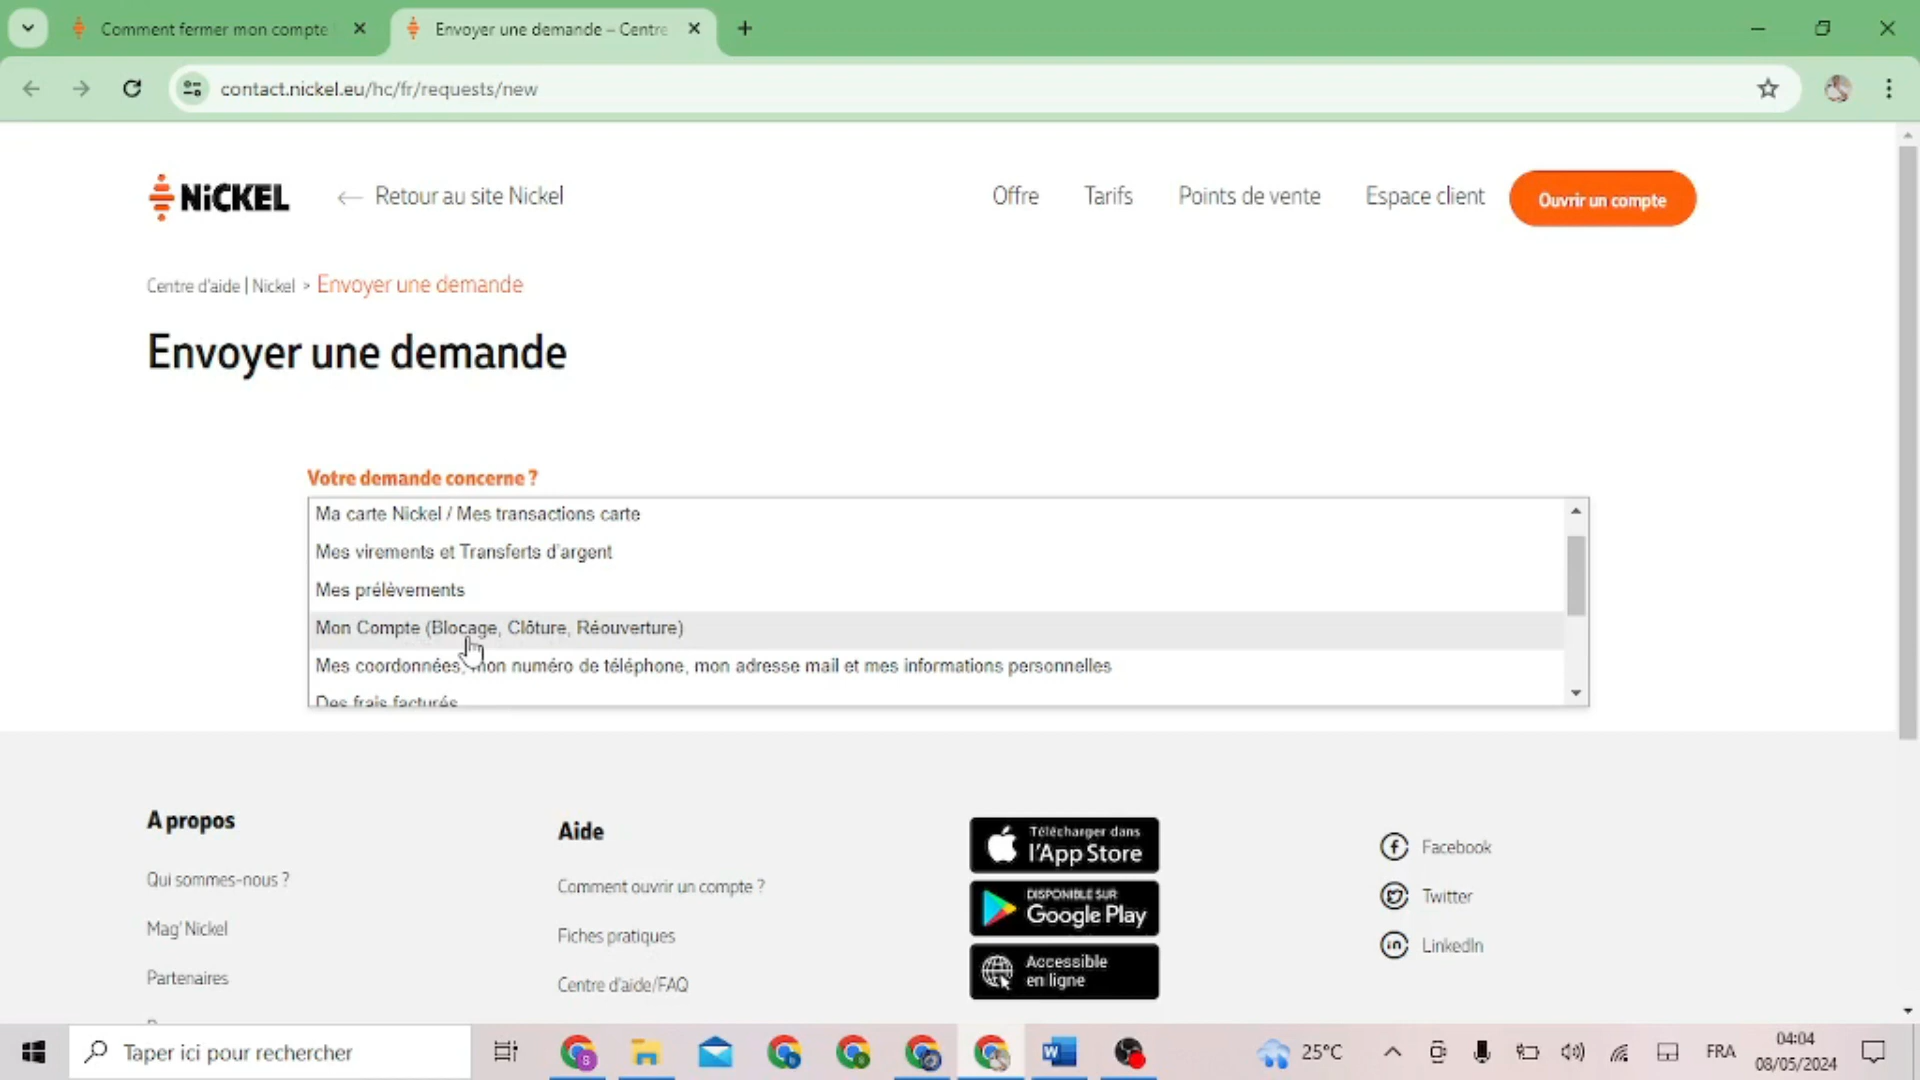 Comment fermer mon compte
Envoyer une demande – Centre
contact.nickel.eu/hc/fr/requests/new
NiCKEL
Retour au site Nickel
Offre
Tarifs
Points de vente
Espace client
Ouvrir un compte
Centre d'aide | Nickel > Envoyer une demande
Envoyer une demande
Votre demande concerne ?
Ma carte Nickel / Mes transactions carte
Mes virements et Transferts d'argent
Mes prélèvements
Mon Compte (Blocage, Clôture, Réouverture)
Mes coordonnées, mon numéro de téléphone, mon adresse mail et mes informations personnelles
Des frais facturés
A propos
Qui sommes-nous ?
Mag' Nickel
Partenaires
Aide
Comment ouvrir un compte ?
Fiches pratiques
Centre d'aide/FAQ
Télécharger dans
l'App Store
DISPONIBLE SUR
Google Play
Accessible
en ligne
Facebook
Twitter
LinkedIn
Taper ici pour rechercher
25°C
FRA
04:04
08/05/2024